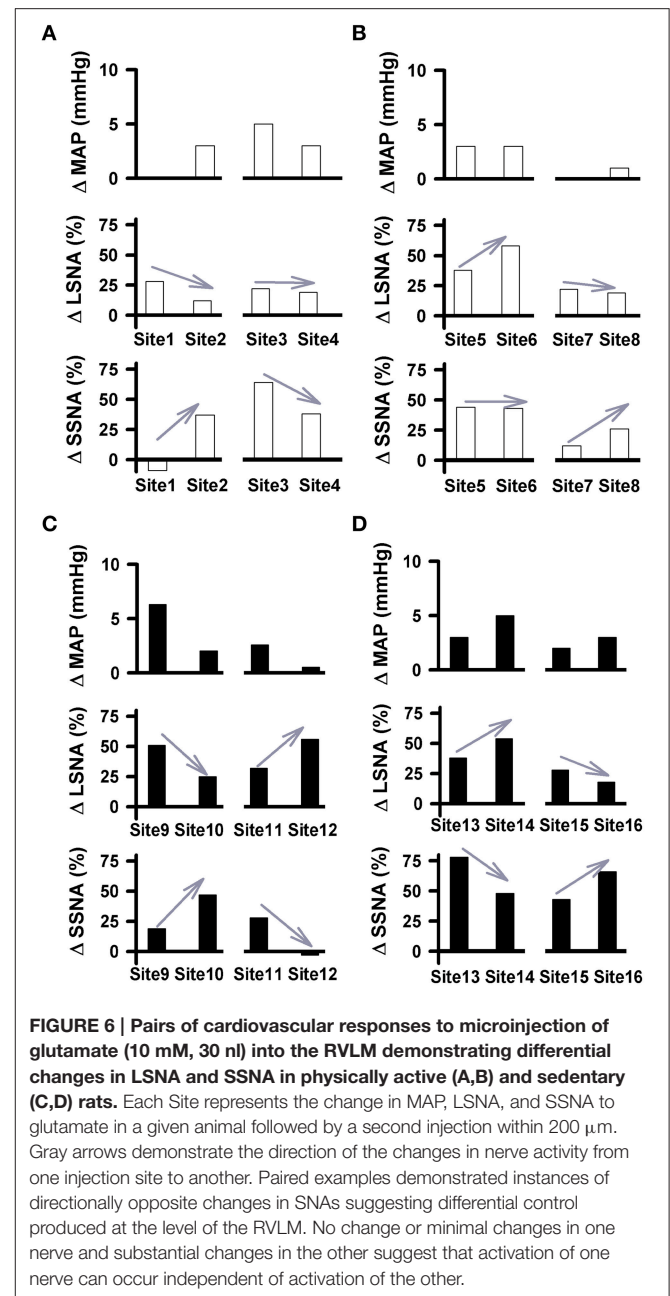 A
B
Δ MAP (mmHg)
10
5
0
Δ MAP (mmHg)
10
5
0
Δ LSNA (%)
75
50
25
0
Site1 Site2 Site3 Site4
Δ LSNA (%)
75
50
25
0
Site5 Site6 Site7 Site8
Δ SSNA (%)
75
50
25
0
Site1 Site2 Site3 Site4
Δ SSNA (%)
75
50
25
0
Site5 Site6 Site7 Site8
C
D
Δ MAP (mmHg)
10
5
0
Δ MAP (mmHg)
10
5
0
Δ LSNA (%)
75
50
25
0
Site9 Site10 Site11 Site12
Δ LSNA (%)
75
50
25
0
Site13 Site14 Site15 Site16
Δ SSNA (%)
75
50
25
0
Site9 Site10 Site11 Site12
Δ SSNA (%)
75
50
25
0
Site13 Site14 Site15 Site16
FIGURE 6 | Pairs of cardiovascular responses to microinjection of
glutamate (10 mM, 30 nl) into the RVLM demonstrating differential
changes in LSNA and SSNA in physically active (A,B) and sedentary
(C,D) rats. Each Site represents the change in MAP, LSNA, and SSNA to
glutamate in a given animal followed by a second injection within 200 μm.
Gray arrows demonstrate the direction of the changes in nerve activity from
one injection site to another. Paired examples demonstrated instances of
directionally opposite changes in SNAs suggesting differential control
produced at the level of the RVLM. No change or minimal changes in one
nerve and substantial changes in the other suggest that activation of one
nerve can occur independent of activation of the other.